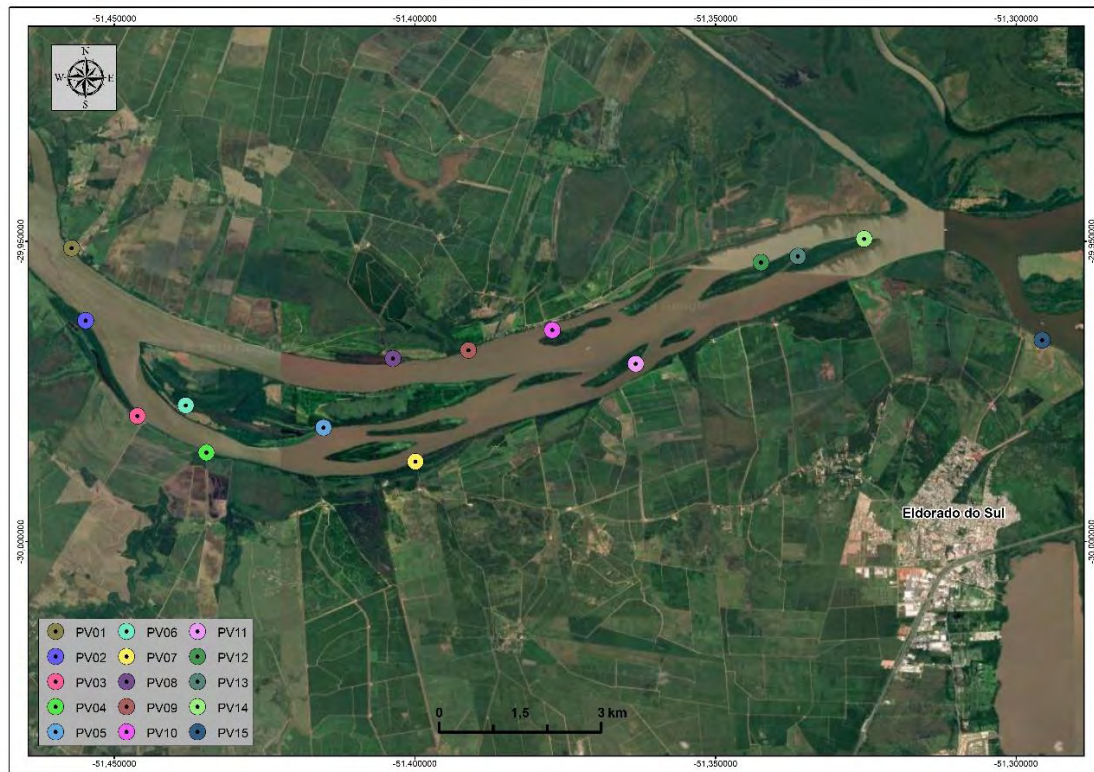 -51,450000 -51,400000 -51,350000 -51,300000
N
W E
S
-29,950000 -29,950000
Eldorado do Sul
-30,000000 -30,000000
PV01 PV06 PV11
PV02 PV07 PV12
PV03 PV08 PV13
PV04 PV09 PV14
PV05 PV10 PV15
0 1,5 3 km
-51,450000 -51,400000 -51,350000 -51,300000